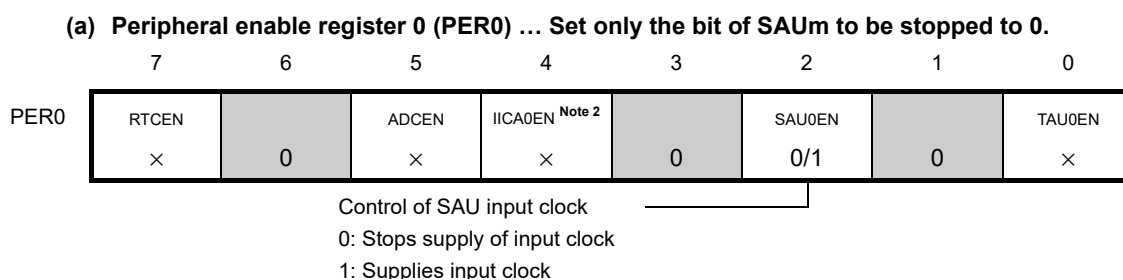 (a) Peripheral enable register 0 (PER0) … Set only the bit of SAUm to be stopped to 0.
7 6 5 4 3 2 1 0
PER0 RTCEN ADCEN IICA0EN Note 2 SAU0EN TAU0EN
× 0 × × 0 0/1 0 ×
Control of SAU input clock
0: Stops supply of input clock
1: Supplies input clock